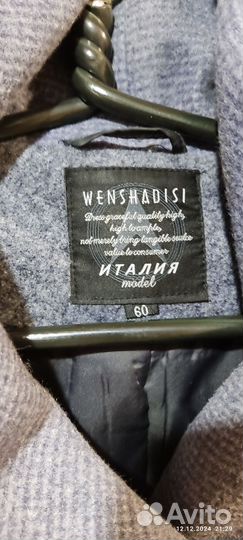 WENSHADISI
Dress graceful quality high,
high to ample,
not merely bring tangible make
value to consumer
ИТАЛИЯ
model
60
Avito
12.12.2024 21:29